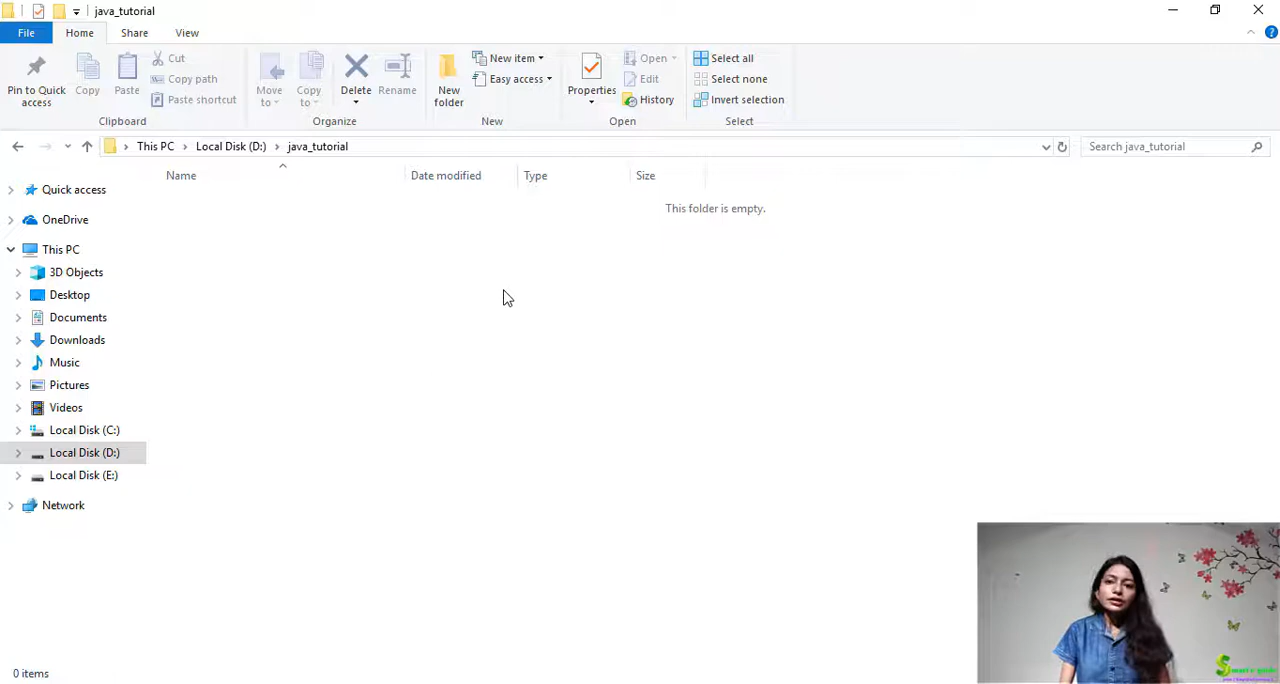 java_tutorial
File Home Share View
Pin to Quick access
Copy
Paste
Cut
Copy path
Paste shortcut
Clipboard
Move to
Copy to
Delete
Rename
Organize
New folder
New item
Easy access
New
Properties
Open
Edit
History
Open
Select all
Select none
Invert selection
Select
This PC › Local Disk (D:) › java_tutorial
Search java_tutorial
Name Date modified Type Size
This folder is empty.
Quick access
OneDrive
This PC
3D Objects
Desktop
Documents
Downloads
Music
Pictures
Videos
Local Disk (C:)
Local Disk (D:)
Local Disk (E:)
Network
0 items